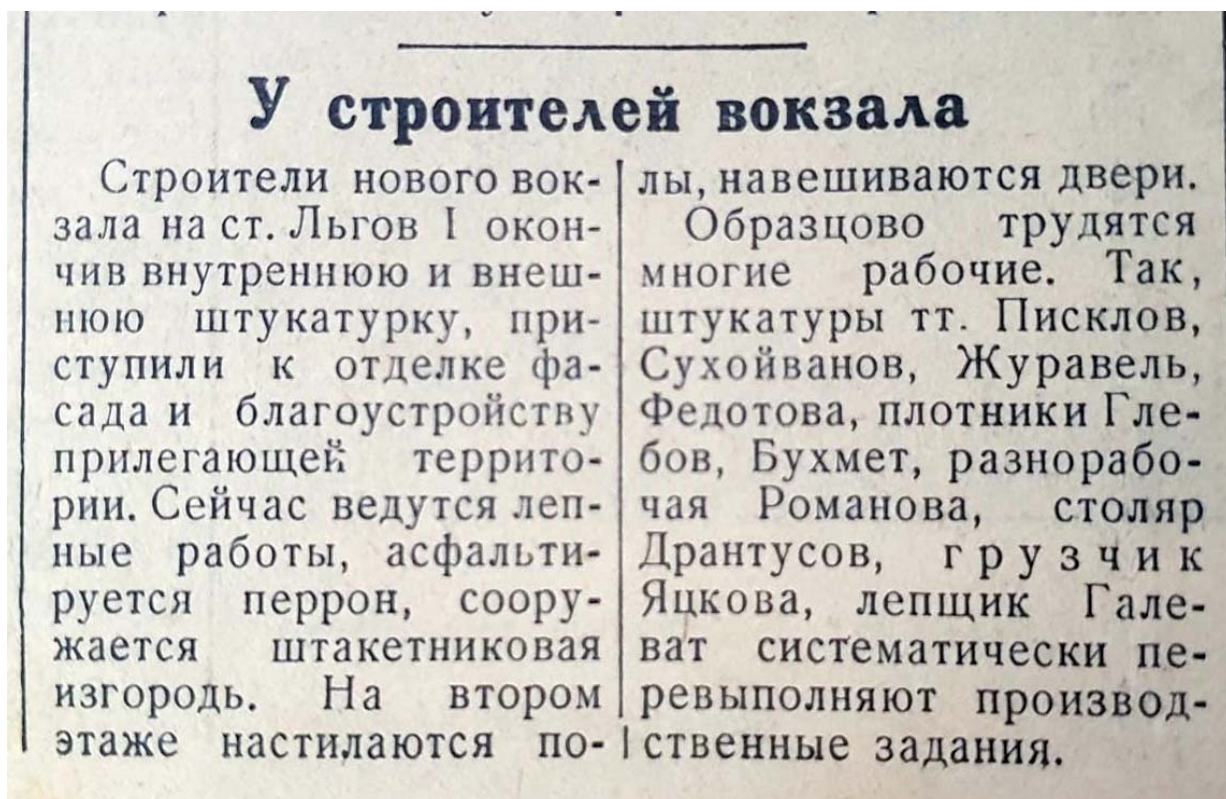 У строителей вокзала
Строители нового вок-
зала на ст. Льгов I окон-
чив внутреннюю и внеш-
нюю штукатурку, при-
ступили к отделке фа-
сада и благоустройству
прилегающей террито-
рии. Сейчас ведутся леп-
ные работы, асфальти-
руется перрон, соору-
жается штакетниковая
изгородь. На втором
этаже настилаются по-
лы, навешиваются двери.
Образцово трудятся
многие рабочие. Так,
штукатуры тт. Писклов,
Сухойванов, Журавель,
Федотова, плотники Гле-
бов, Бухмет, разнорабо-
чая Романова, столяр
Дрантусов, грузчик
Яцкова, лепщик Гале-
ват систематически пе-
ревыполняют производ-
ственные задания.